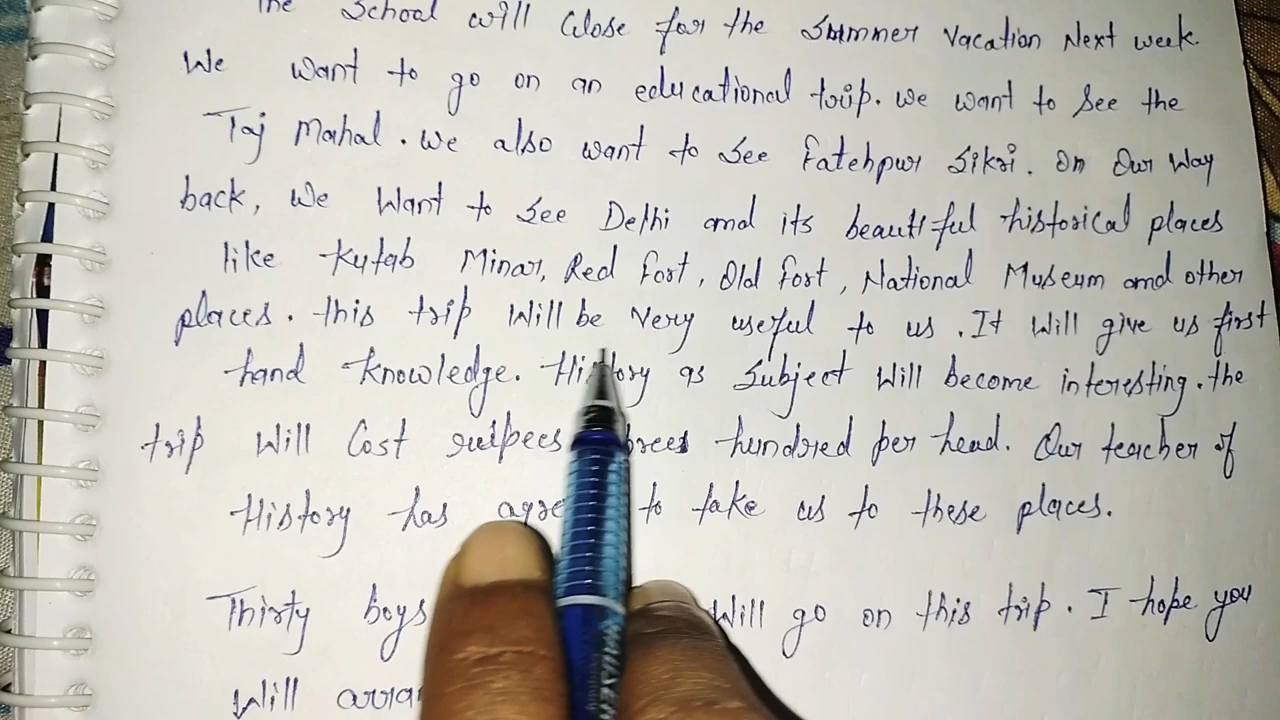 The School will Close for the Summer Vacation Next week.
We want to go on an educational trip. we want to See the
Taj Mahal. We also want to See Fatehpur Sikri. On Our Way
back, We Want to See Delhi and its beautiful historical places
like Kutab Minar, Red Fort, Old Fort, National Museum and other
places. This trip Will be Very useful to us. It Will give us first
hand knowledge. History as Subject Will become interesting. the
trip Will Cost hundred per head. Our teacher of
History has to take us to these places.
Thirty boys Will go on this trip. I hope you
Will